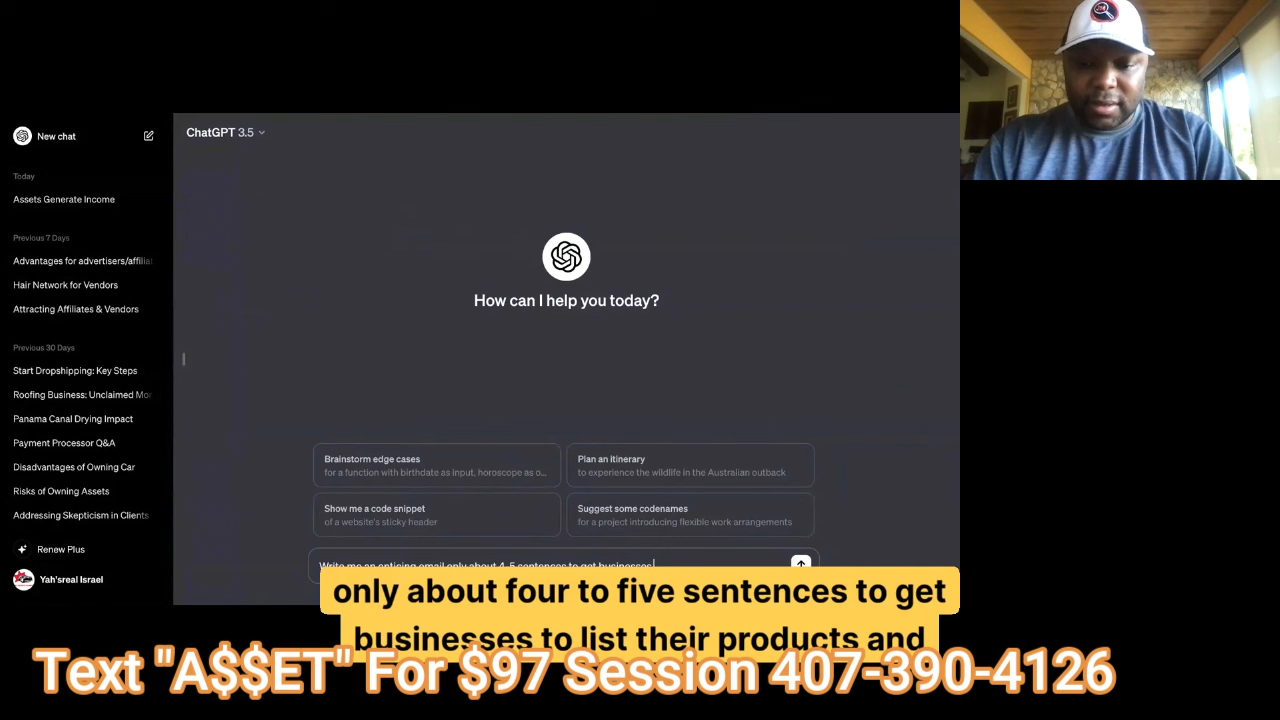 New chat
ChatGPT 3.5
Today
Assets Generate Income
Previous 7 Days
Advantages for advertisers/affilia
Hair Network for Vendors
Attracting Affiliates & Vendors
Previous 30 Days
Start Dropshipping: Key Steps
Roofing Business: Unclaimed Mor
Panama Canal Drying Impact
Payment Processor Q&A
Disadvantages of Owning Car
Risks of Owning Assets
Addressing Skepticism in Clients
Renew Plus
Yah'sreal Israel
How can I help you today?
Brainstorm edge cases
for a function with birthdate as input, horoscope as o...
Plan an itinerary
to experience the wildlife in the Australian outback
Show me a code snippet
of a website's sticky header
Suggest some codenames
for a project introducing flexible work arrangements
Write me an enticing email only about 4-5 sentences to get businesses
only about four to five sentences to get
businesses to list their products and
Text "A$$ET" For $97 Session 407-390-4126